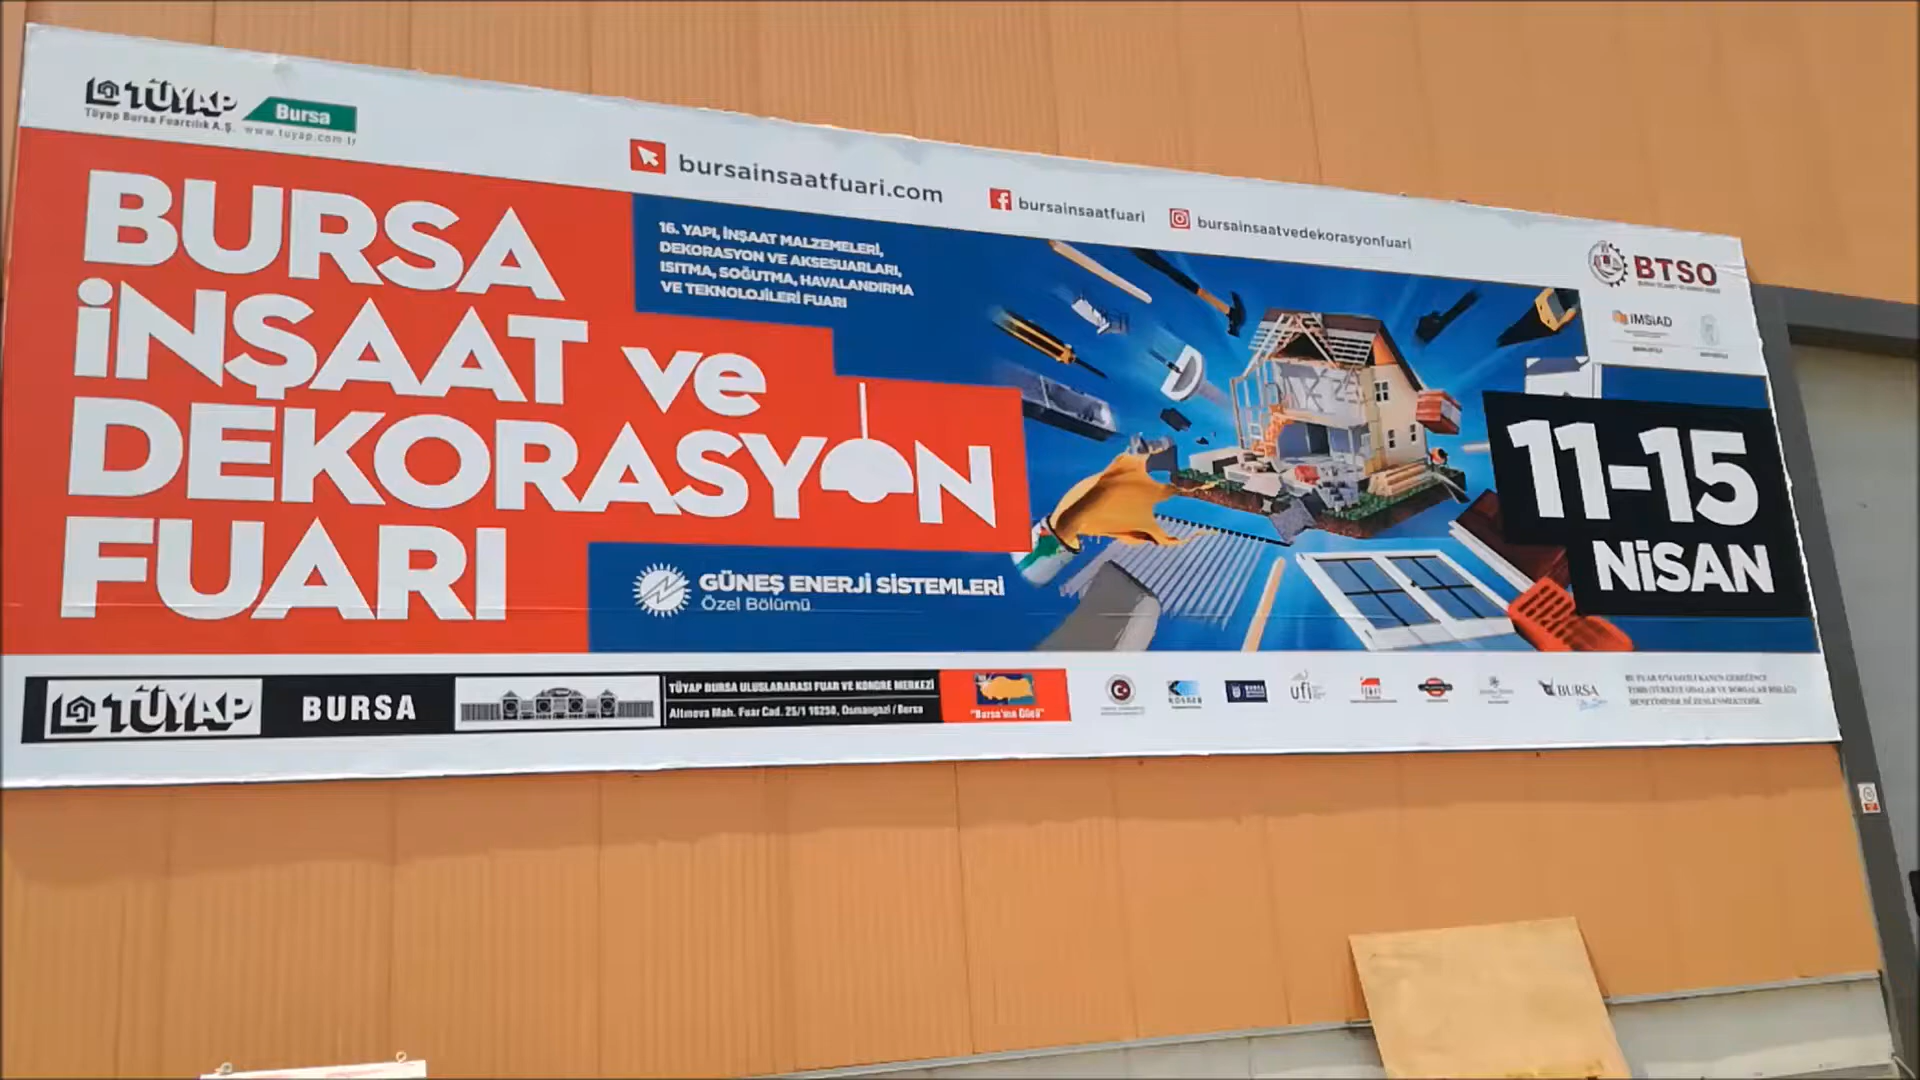 TÜYAP Bursa
Tüyap Bursa Fuarcılık A.Ş. www.tuyap.com.tr
bursainsaatfuari.com
bursainsaatfuari
bursainsaatvedekorasyonfuari
BURSA
İNŞAAT ve
DEKORASYON
FUARI
16. YAPI, İNŞAAT MALZEMELERİ,
DEKORASYON VE AKSESUARLARI,
ISITMA, SOĞUTMA, HAVALANDIRMA
VE TEKNOLOJİLERİ FUARI
BTSO
İMSİAD
11-15
NİSAN
GÜNEŞ ENERJİ SİSTEMLERİ
Özel Bölümü
TÜYAP BURSA
TÜYAP BURSA ULUSLARARASI FUAR VE KONGRE MERKEZİ
Altınova Mah. Fuar Cad. 25/1 16250, Osmangazi / Bursa
"Bursa'nın Gücü"
KOSGEB
ufi
BURSA